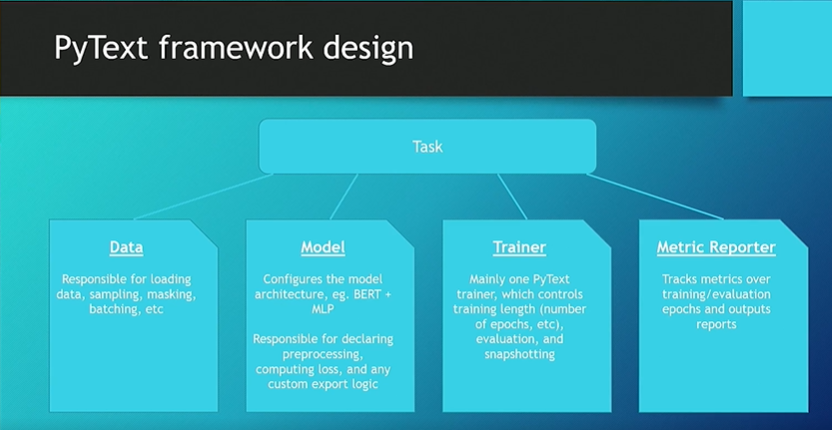 PyText framework design
Task
Data
Responsible for loading
data, sampling, masking,
batching, etc
Model
Configures the model
architecture, eg. BERT +
MLP
Responsible for declaring
preprocessing,
computing loss, and any
custom export logic
Trainer
Mainly one PyText
trainer, which controls
training length (number
of epochs, etc),
evaluation, and
snapshotting
Metric Reporter
Tracks metrics over
training/evaluation
epochs and outputs
reports